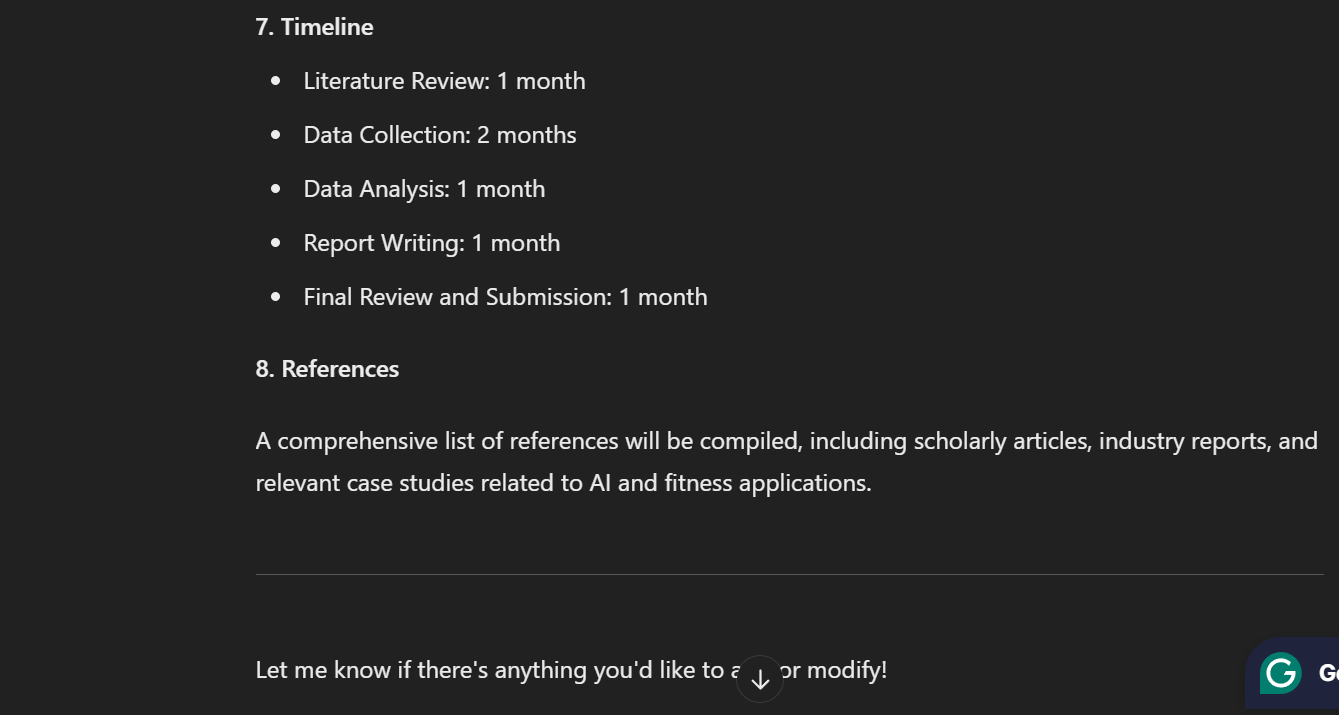 7. Timeline
Literature Review: 1 month
Data Collection: 2 months
Data Analysis: 1 month
Report Writing: 1 month
Final Review and Submission: 1 month
8. References
A comprehensive list of references will be compiled, including scholarly articles, industry reports, and
relevant case studies related to AI and fitness applications.
Let me know if there's anything you'd like to or modify!
G